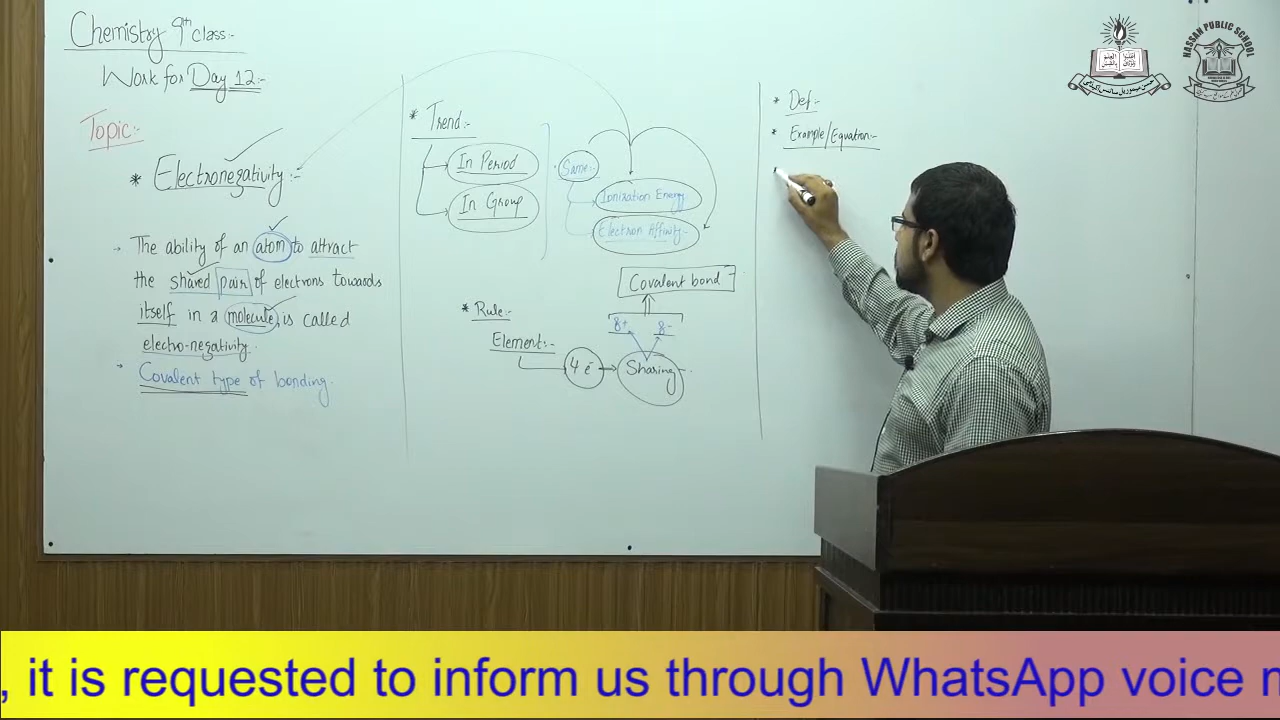 Chemistry 9th class:-
Work for Day 12:-
Topic:-
* Electronegativity:-
The ability of an atom to attract
the shared pair of electrons towards
itself in a molecule, is called
electro-negativity.
Covalent type of bonding.
* Trend:-
In Period
In Group
Same
Ionization Energy
Electron Affinity
Covalent bond
* Rule:-
Element:-
4 e-
Sharing
* Def:-
* Example/Equation:-
HASSAN PUBLIC SCHOOL
, it is requested to inform us through WhatsApp voice m